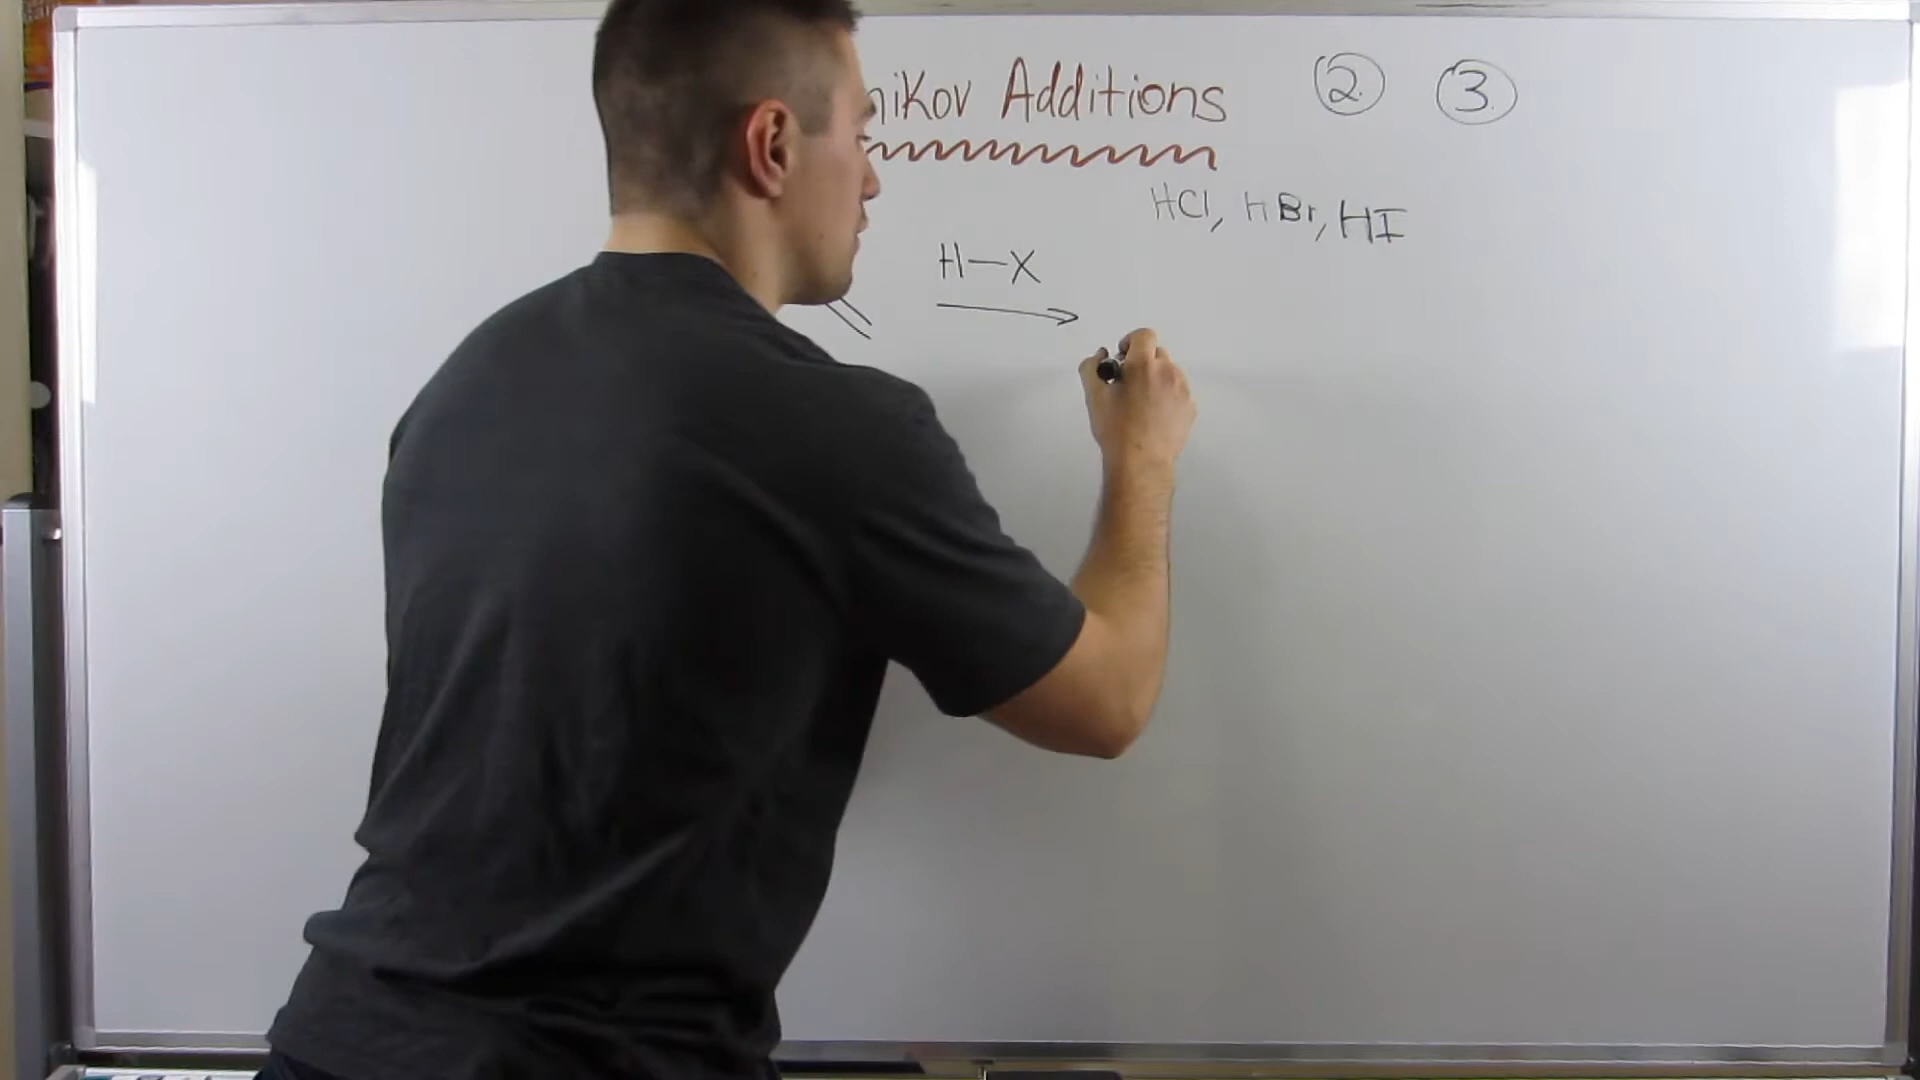 nikov Additions 2. 3.
HCl, HBr, HI
H—X